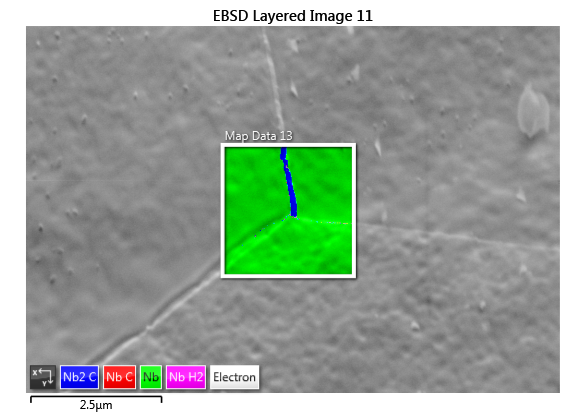 EBSD Layered Image 11
Map Data 13
X
Y
Nb2 C Nb C Nb Nb H2 Electron
2.5μm